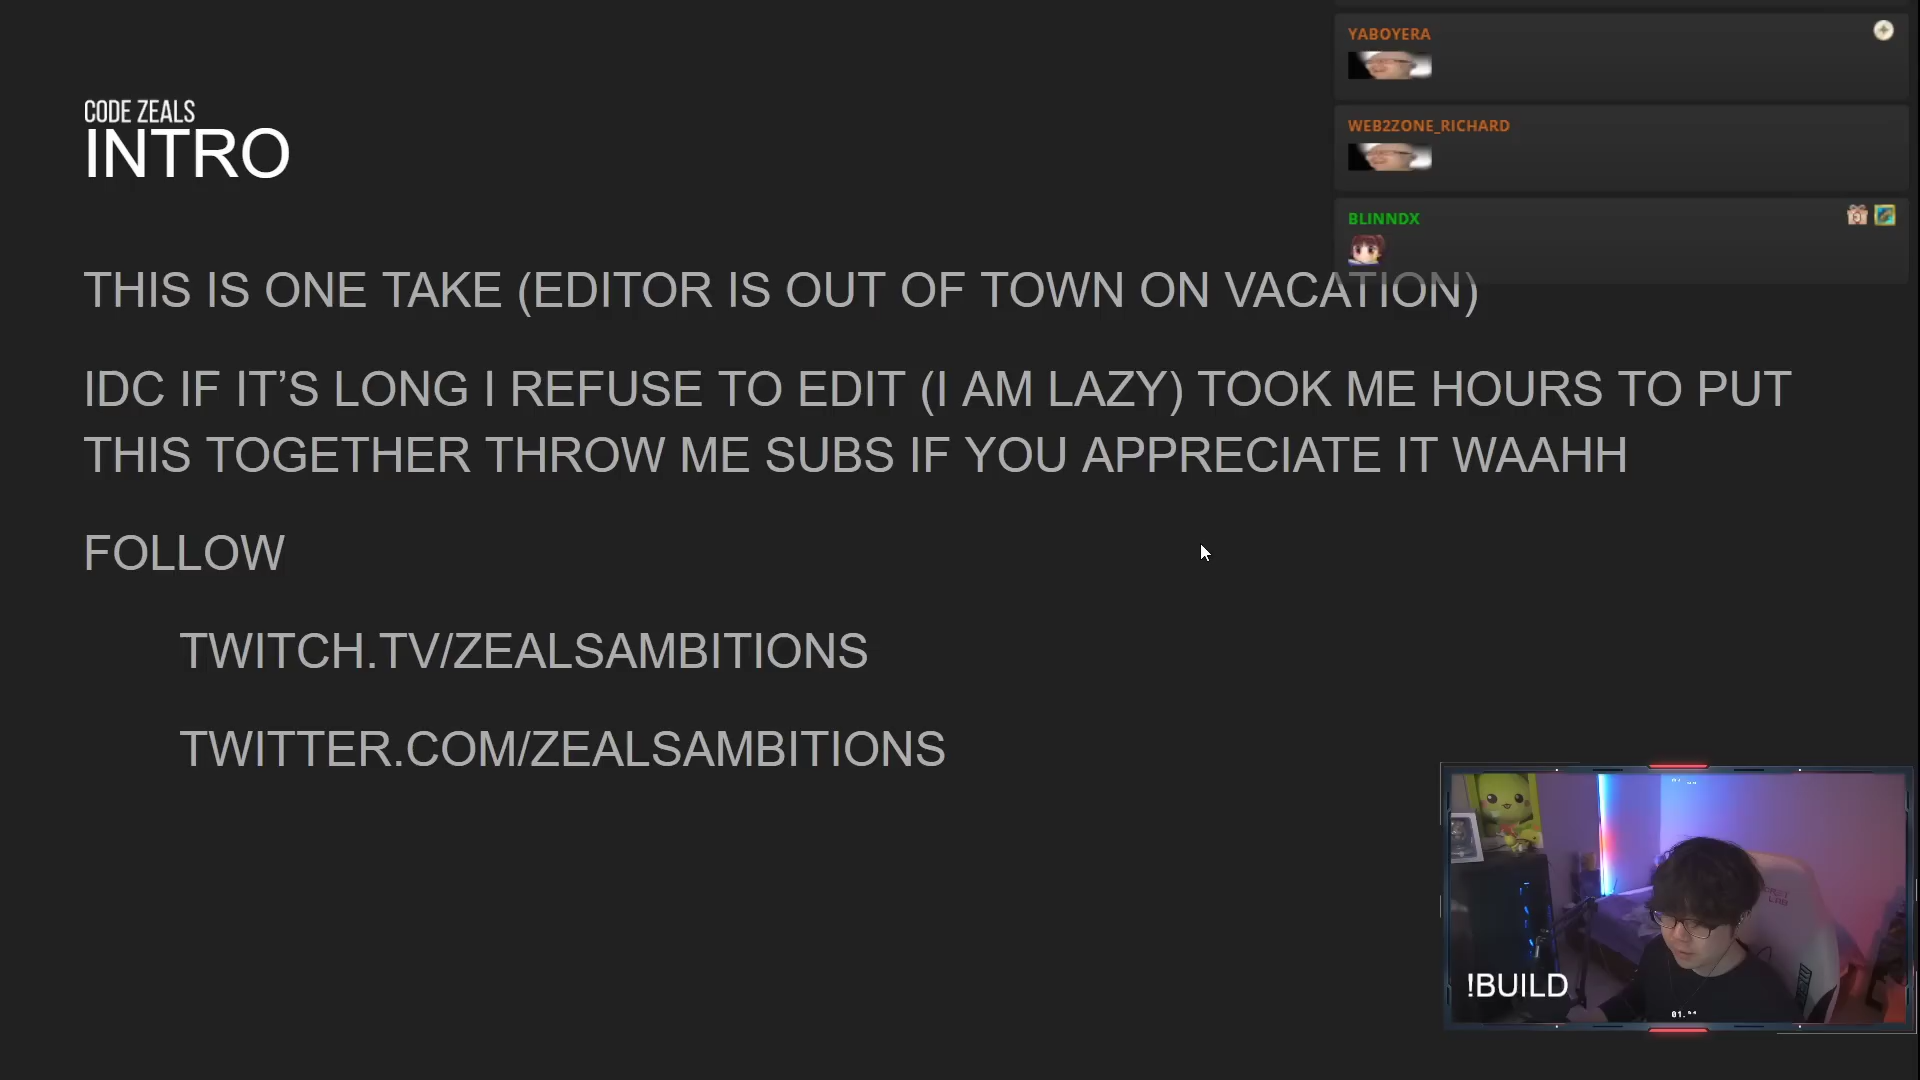 CODE ZEALS
INTRO
THIS IS ONE TAKE (EDITOR IS OUT OF TOWN ON VACATION)
IDC IF IT’S LONG I REFUSE TO EDIT (I AM LAZY) TOOK ME HOURS TO PUT
THIS TOGETHER THROW ME SUBS IF YOU APPRECIATE IT WAAHH
FOLLOW
TWITCH.TV/ZEALSAMBITIONS
TWITTER.COM/ZEALSAMBITIONS
YABOYERA
WEB2ZONE_RICHARD
BLINNDX
!BUILD